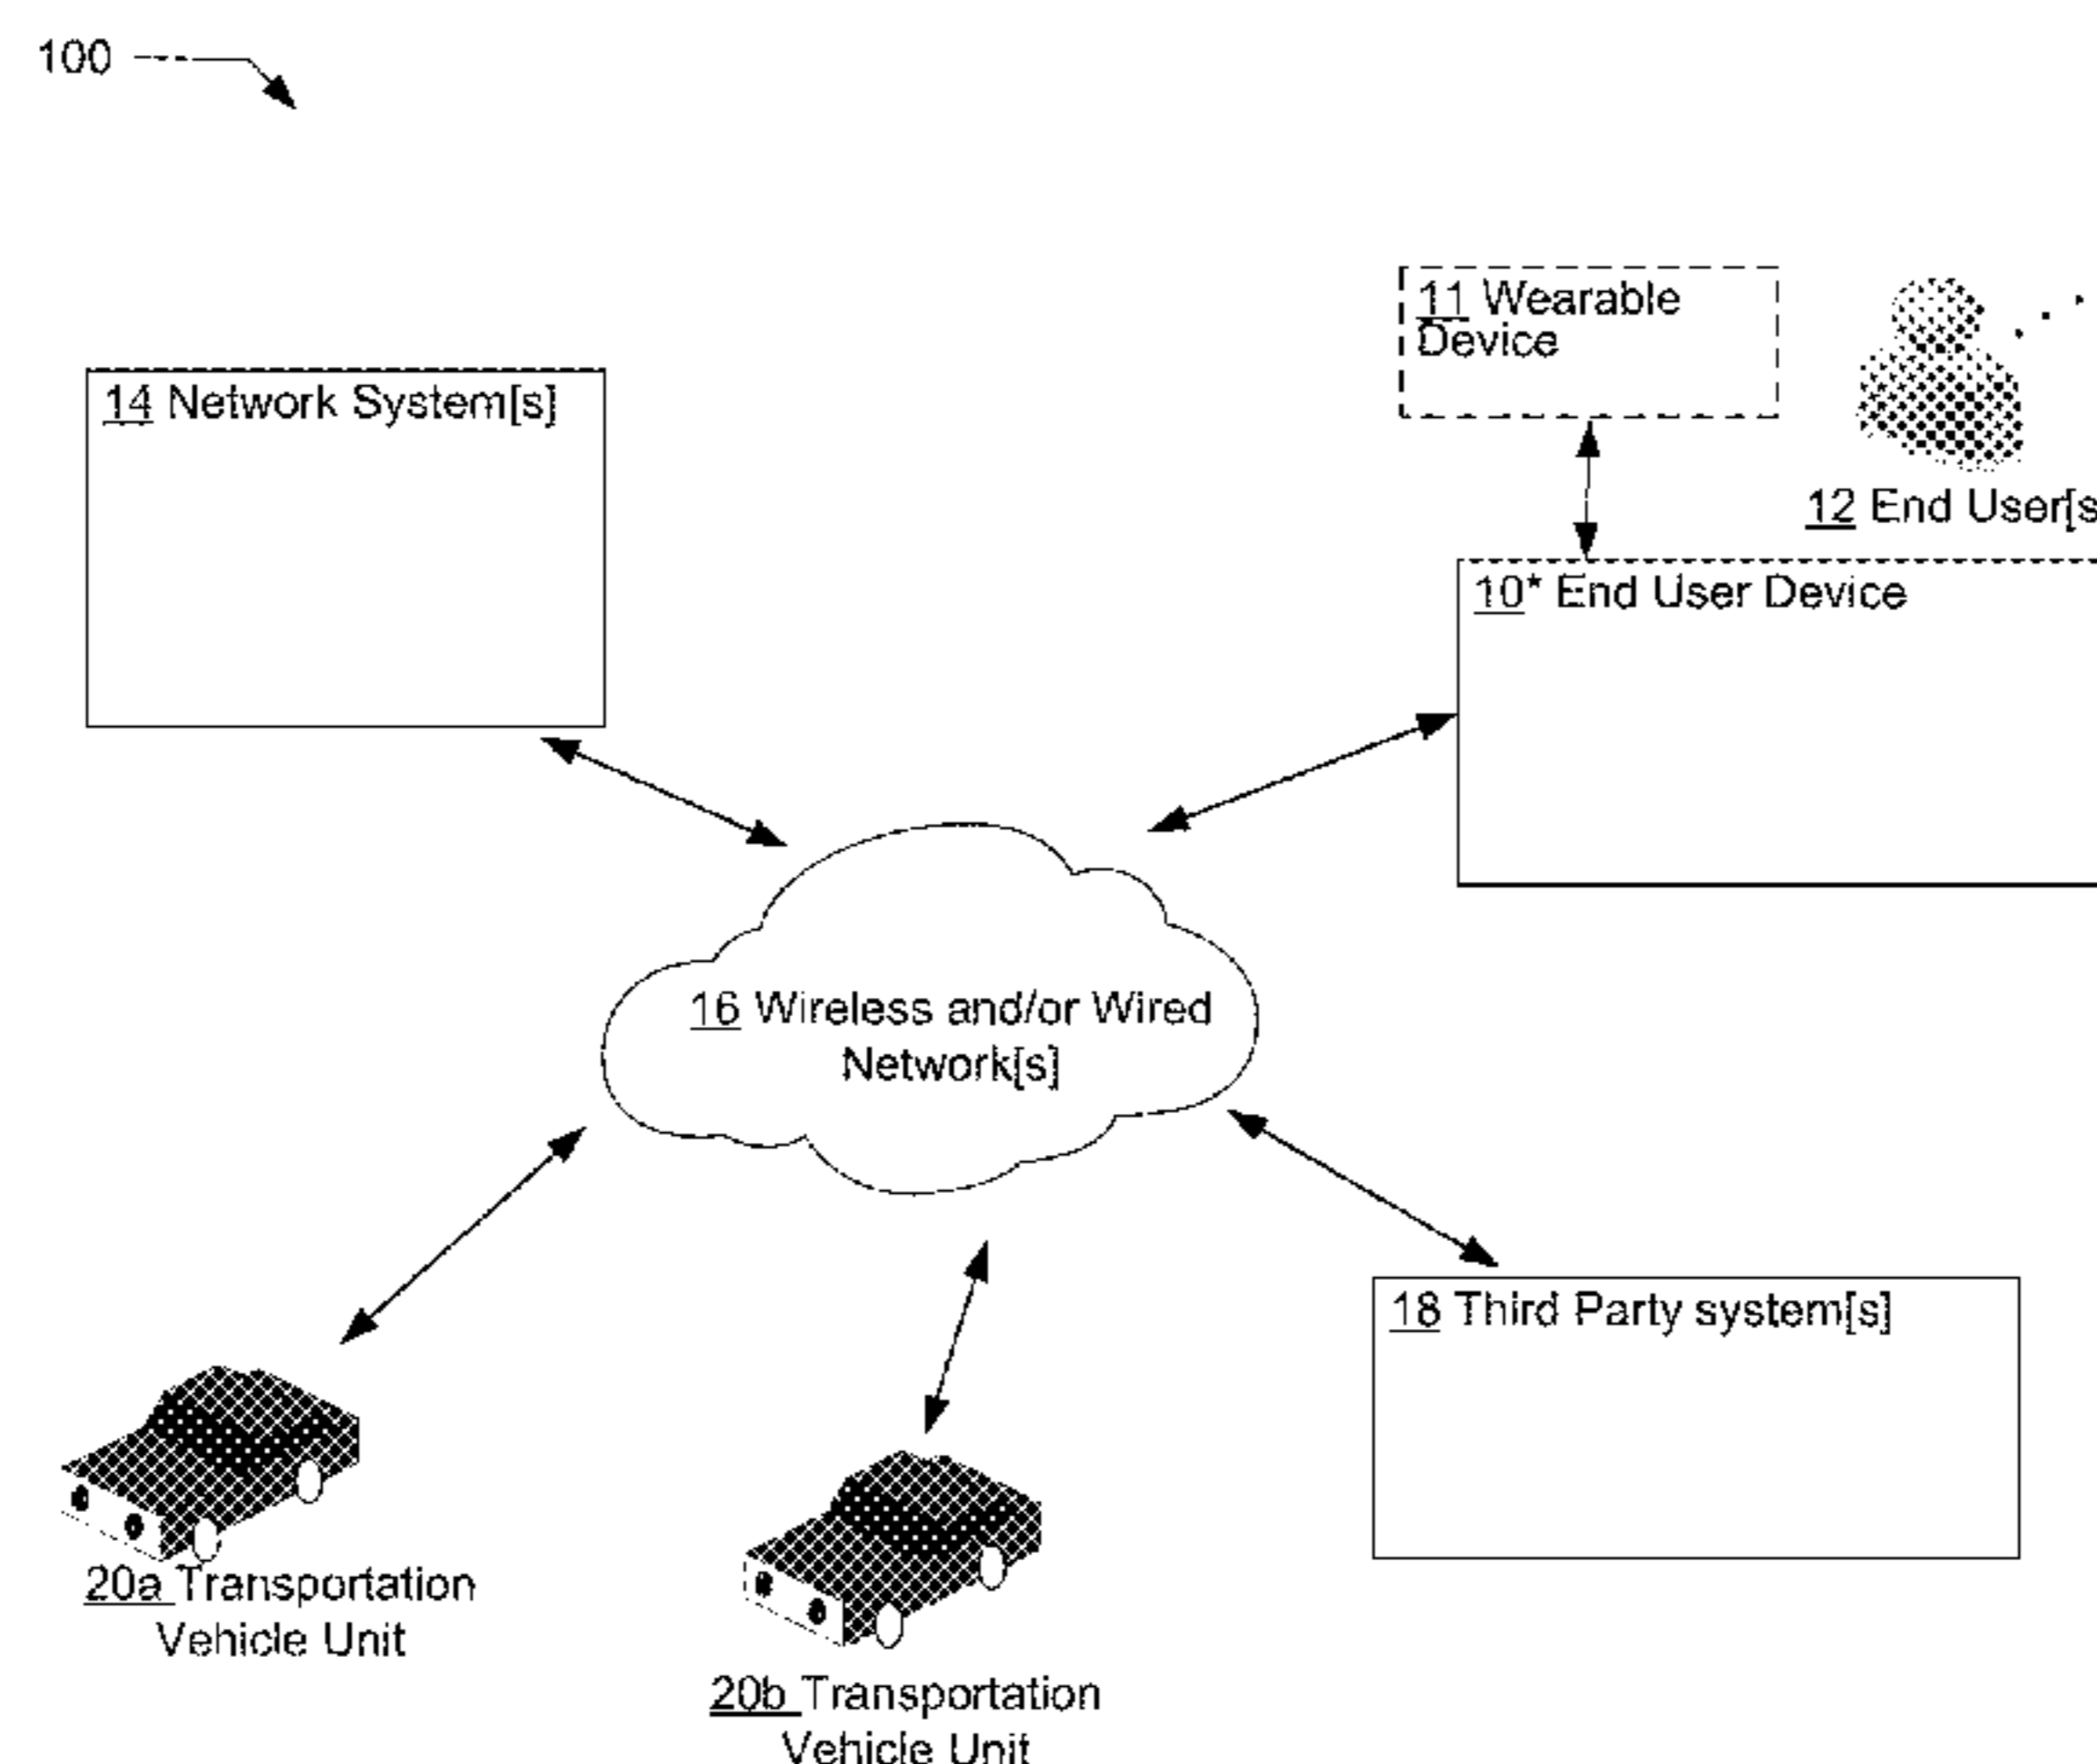 100
11 Wearable
Device
14 Network System[s]
12 End User[s
10* End User Device
16 Wireless and/or Wired
Network[s]
18 Third Party system[s]
20a Transportation
Vehicle Unit
20b Transportation
Vehicle Unit